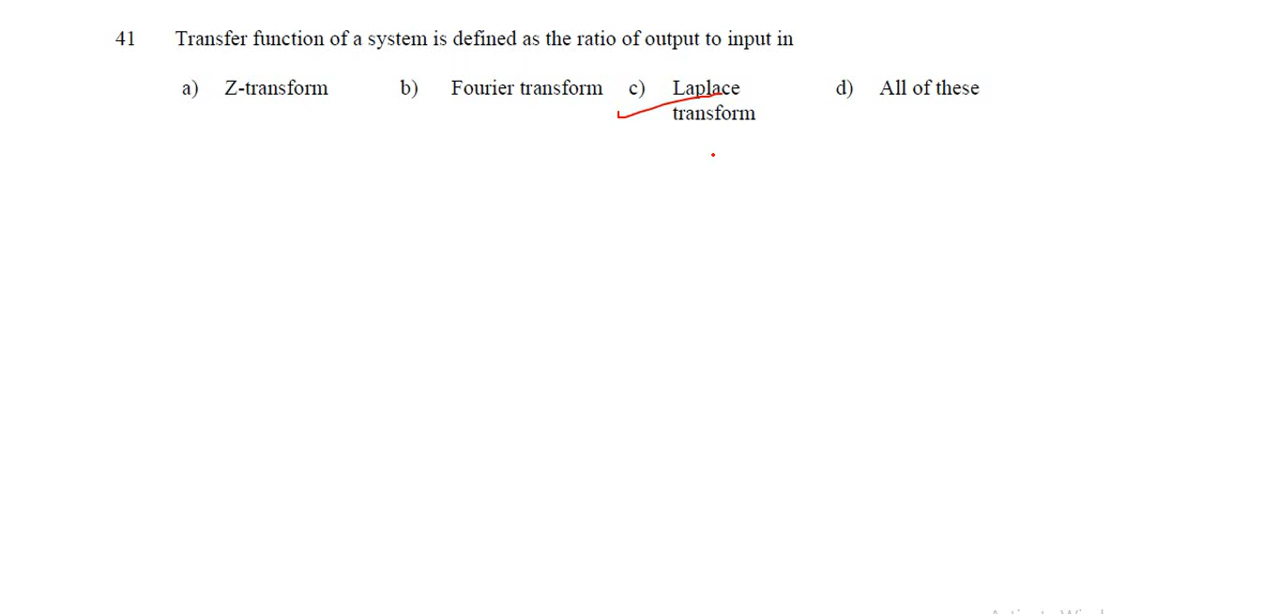 41 Transfer function of a system is defined as the ratio of output to input in
a) Z-transform b) Fourier transform c) Laplace transform d) All of these